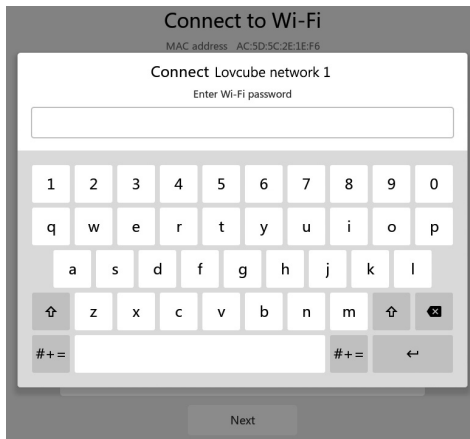 Connect to Wi-Fi
MAC address AC:5D:5C:2E:1E:F6
Connect Lovcube network 1
Enter Wi-Fi password
1 2 3 4 5 6 7 8 9 0
q w e r t y u i o p
a s d f g h j k l
z x c v b n m
#+= #+=
Next